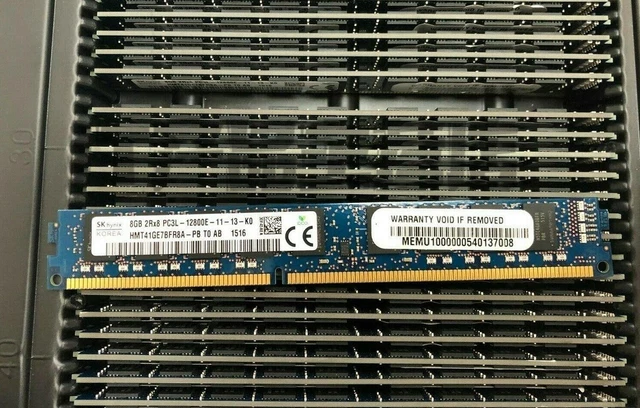 30
SK hynix
KOREA
8GB 2Rx8 PC3L-12800E-11-13-K0
HMT41GE7BFR8A-PB T0 AB 1516
CE
WARRANTY VOID IF REMOVED
MEMU1000000540137008
40